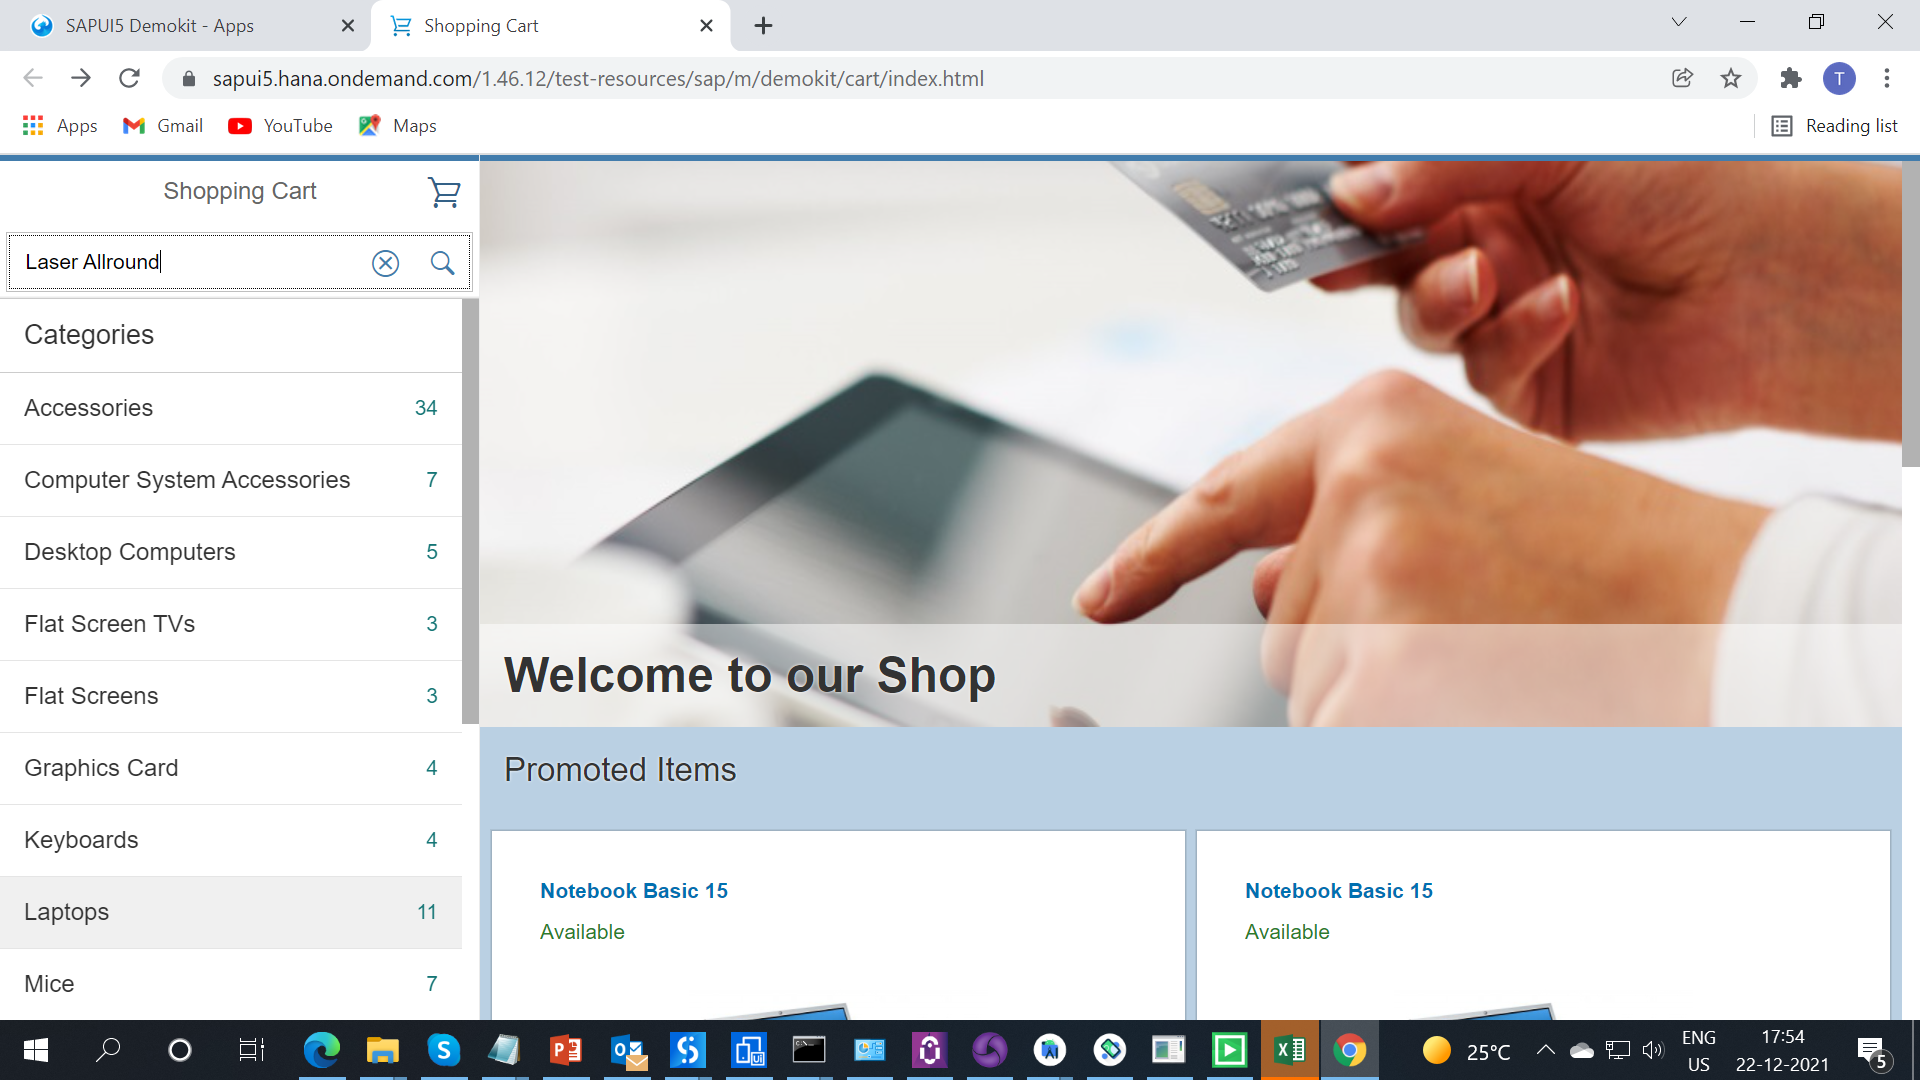 SAPUI5 Demokit - Apps
Shopping Cart
sapui5.hana.ondemand.com/1.46.12/test-resources/sap/m/demokit/cart/index.html
T
Apps
Gmail
YouTube
Maps
Reading list
Shopping Cart
Laser Allround
Categories
Accessories 34
Computer System Accessories 7
Desktop Computers 5
Flat Screen TVs 3
Flat Screens 3
Graphics Card 4
Keyboards 4
Laptops 11
Mice 7
Welcome to our Shop
Promoted Items
Notebook Basic 15
Available
Notebook Basic 15
Available
25°C
ENG
US
17:54
22-12-2021
5